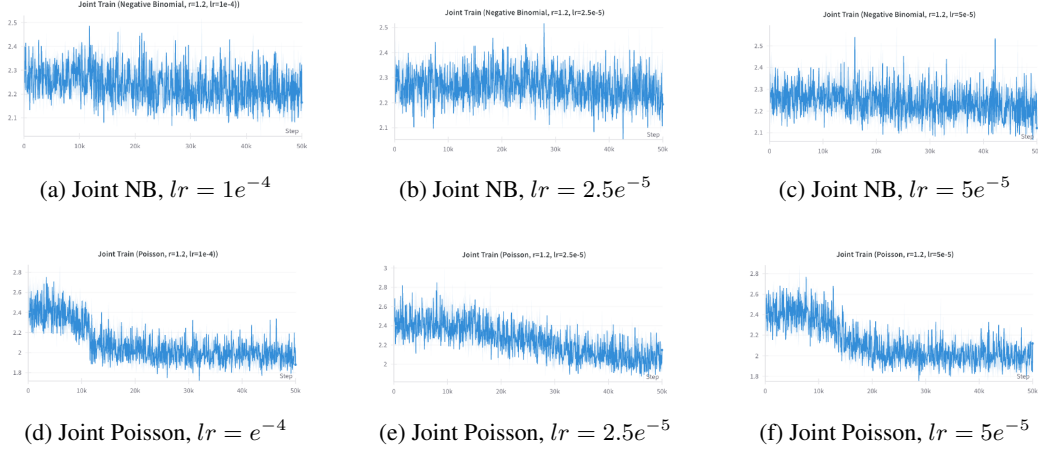 Joint Train (Negative Binomial, r=1.2, lr=1e-4))
2.5
2.4
2.3
2.2
2.1
Step
0 10k 20k 30k 40k 50k
(a) Joint NB, lr = 1e⁻⁴
Joint Train (Negative Binomial, r=1.2, lr=2.5e-5)
2.5
2.4
2.3
2.2
2.1
Step
0 10k 20k 30k 40k 50k
(b) Joint NB, lr = 2.5e⁻⁵
Joint Train (Negative Binomial, r=1.2, lr=5e-5)
2.5
2.4
2.3
2.2
2.1
Step
0 10k 20k 30k 40k 50k
(c) Joint NB, lr = 5e⁻⁵
Joint Train (Poisson, r=1.2, lr=1e-4))
2.8
2.6
2.4
2.2
2
1.8
Step
0 10k 20k 30k 40k 50k
(d) Joint Poisson, lr = e⁻⁴
Joint Train (Poisson, r=1.2, lr=2.5e-5)
3
2.8
2.6
2.4
2.2
2
Step
0 10k 20k 30k 40k 50k
(e) Joint Poisson, lr = 2.5e⁻⁵
Joint Train (Poisson, r=1.2, lr=5e-5)
2.8
2.6
2.4
2.2
2
1.8
Step
0 10k 20k 30k 40k 50k
(f) Joint Poisson, lr = 5e⁻⁵